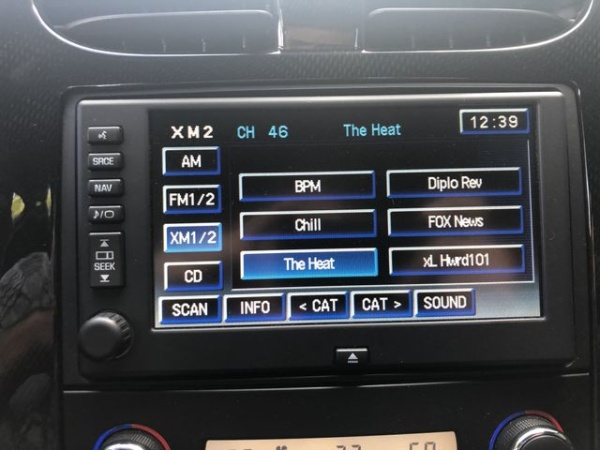 XM2 CH 46 The Heat 12:39
AM
FM1/2
XM1/2
CD
BPM Diplo Rev
Chill FOX News
The Heat xL Hwrd101
SCAN INFO < CAT CAT > SOUND
SRCE
NAV
SEEK